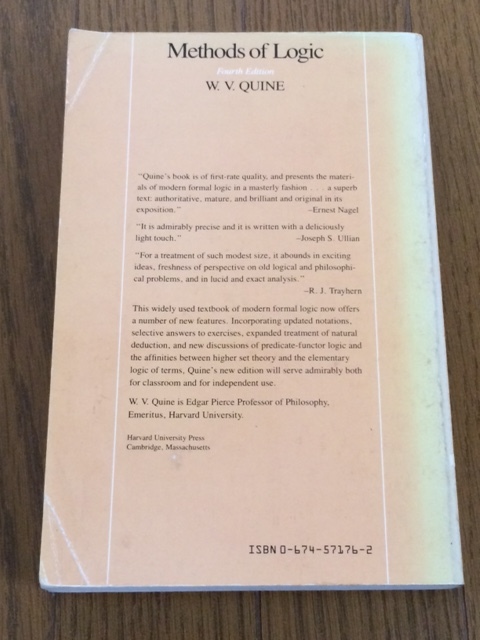 Methods of Logic
Fourth Edition
W. V. QUINE
"Quine's book is of first-rate quality, and presents the materi-
als of modern formal logic in a masterly fashion . . . a superb
text: authoritative, mature, and brilliant and original in its
exposition." –Ernest Nagel
"It is admirably precise and it is written with a deliciously
light touch." –Joseph S. Ullian
"For a treatment of such modest size, it abounds in exciting
ideas, freshness of perspective on old logical and philosophi-
cal problems, and in lucid and exact analysis."
–R. J. Trayhern
This widely used textbook of modern formal logic now offers
a number of new features. Incorporating updated notations,
selective answers to exercises, expanded treatment of natural
deduction, and new discussions of predicate-functor logic and
the affinities between higher set theory and the elementary
logic of terms, Quine's new edition will serve admirably both
for classroom and for independent use.
W. V. Quine is Edgar Pierce Professor of Philosophy,
Emeritus, Harvard University.
Harvard University Press
Cambridge, Massachusetts
ISBN 0-674-57176-2